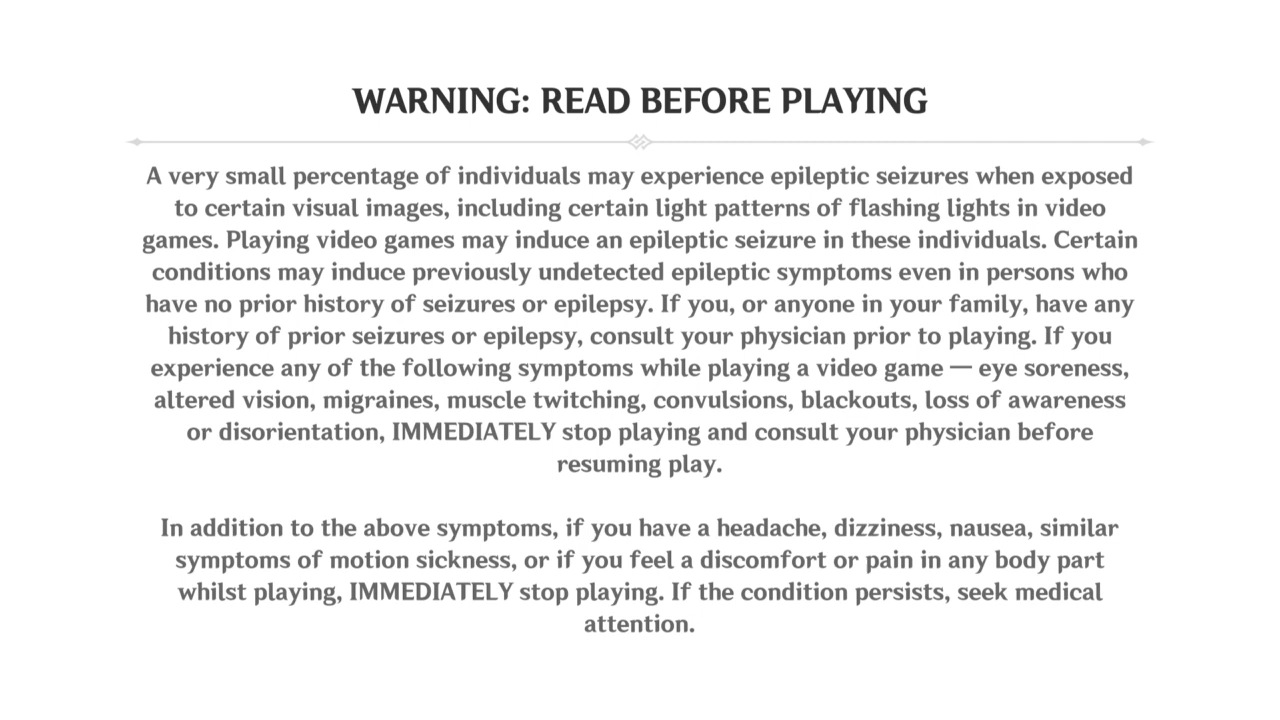 WARNING: READ BEFORE PLAYING
A very small percentage of individuals may experience epileptic seizures when exposed
to certain visual images, including certain light patterns of flashing lights in video
games. Playing video games may induce an epileptic seizure in these individuals. Certain
conditions may induce previously undetected epileptic symptoms even in persons who
have no prior history of seizures or epilepsy. If you, or anyone in your family, have any
history of prior seizures or epilepsy, consult your physician prior to playing. If you
experience any of the following symptoms while playing a video game — eye soreness,
altered vision, migraines, muscle twitching, convulsions, blackouts, loss of awareness
or disorientation, IMMEDIATELY stop playing and consult your physician before
resuming play.
In addition to the above symptoms, if you have a headache, dizziness, nausea, similar
symptoms of motion sickness, or if you feel a discomfort or pain in any body part
whilst playing, IMMEDIATELY stop playing. If the condition persists, seek medical
attention.